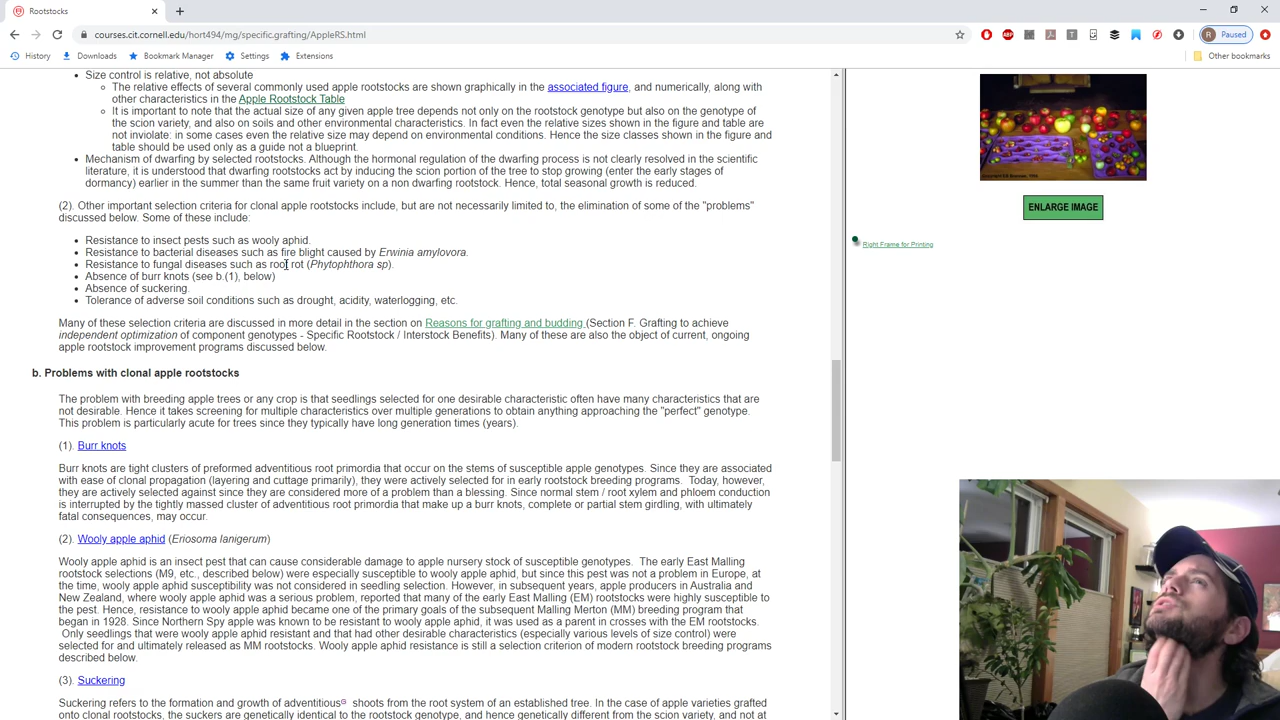 Rootstocks
courses.cit.cornell.edu/hort494/mg/specific.grafting/AppleRS.html
ABP
R Paused
History Downloads Bookmark Manager Settings Extensions Other bookmarks
• Size control is relative, not absolute
The relative effects of several commonly used apple rootstocks are shown graphically in the associated figure, and numerically, along with
other characteristics in the Apple Rootstock Table
It is important to note that the actual size of any given apple tree depends not only on the rootstock genotype but also on the genotype of
the scion variety, and also on soils and other environmental characteristics. In fact even the relative sizes shown in the figure and table are
not inviolate: in some cases even the relative size may depend on environmental conditions. Hence the size classes shown in the figure and
table should be used only as a guide not a blueprint.
• Mechanism of dwarfing by selected rootstocks. Although the hormonal regulation of the dwarfing process is not clearly resolved in the scientific
literature, it is understood that dwarfing rootstocks act by inducing the scion portion of the tree to stop growing (enter the early stages of
dormancy) earlier in the summer than the same fruit variety on a non dwarfing rootstock. Hence, total seasonal growth is reduced.
(2). Other important selection criteria for clonal apple rootstocks include, but are not necessarily limited to, the elimination of some of the "problems"
discussed below. Some of these include:
• Resistance to insect pests such as wooly aphid.
• Resistance to bacterial diseases such as fire blight caused by Erwinia amylovora.
• Resistance to fungal diseases such as root rot (Phytophthora sp).
• Absence of burr knots (see b.(1), below)
• Absence of suckering.
• Tolerance of adverse soil conditions such as drought, acidity, waterlogging, etc.
Many of these selection criteria are discussed in more detail in the section on Reasons for grafting and budding (Section F. Grafting to achieve
independent optimization of component genotypes - Specific Rootstock / Interstock Benefits). Many of these are also the object of current, ongoing
apple rootstock improvement programs discussed below.
b. Problems with clonal apple rootstocks
The problem with breeding apple trees or any crop is that seedlings selected for one desirable characteristic often have many characteristics that are
not desirable. Hence it takes screening for multiple characteristics over multiple generations to obtain anything approaching the "perfect" genotype.
This problem is particularly acute for trees since they typically have long generation times (years).
(1). Burr knots
Burr knots are tight clusters of preformed adventitious root primordia that occur on the stems of susceptible apple genotypes. Since they are associated
with ease of clonal propagation (layering and cuttage primarily), they were actively selected for in early rootstock breeding programs. Today, however,
they are actively selected against since they are considered more of a problem than a blessing. Since normal stem / root xylem and phloem conduction
is interrupted by the tightly massed cluster of adventitious root primordia that make up a burr knots, complete or partial stem girdling, with ultimately
fatal consequences, may occur.
(2). Wooly apple aphid (Eriosoma lanigerum)
Wooly apple aphid is an insect pest that can cause considerable damage to apple nursery stock of susceptible genotypes. The early East Malling
rootstock selections (M9, etc., described below) were especially susceptible to wooly apple aphid, but since this pest was not a problem in Europe, at
the time, wooly apple aphid susceptibility was not considered in seedling selection. However, in subsequent years, apple producers in Australia and
New Zealand, where wooly apple aphid was a serious problem, reported that many of the early East Malling (EM) rootstocks were highly susceptible to
the pest. Hence, resistance to wooly apple aphid became one of the primary goals of the subsequent Malling Merton (MM) breeding program that
began in 1928. Since Northern Spy apple was known to be resistant to wooly apple aphid, it was used as a parent in crosses with the EM rootstocks.
Only seedlings that were wooly apple aphid resistant and that had other desirable characteristics (especially various levels of size control) were
selected for and ultimately released as MM rootstocks. Wooly apple aphid resistance is still a selection criterion of modern rootstock breeding programs
described below.
(3). Suckering
Suckering refers to the formation and growth of adventitious shoots from the root system of an established tree. In the case of apple varieties grafted
onto clonal rootstocks, the suckers are genetically identical to the rootstock genotype, and hence genetically different from the scion variety, and not at
ENLARGE IMAGE
Right Frame for Printing